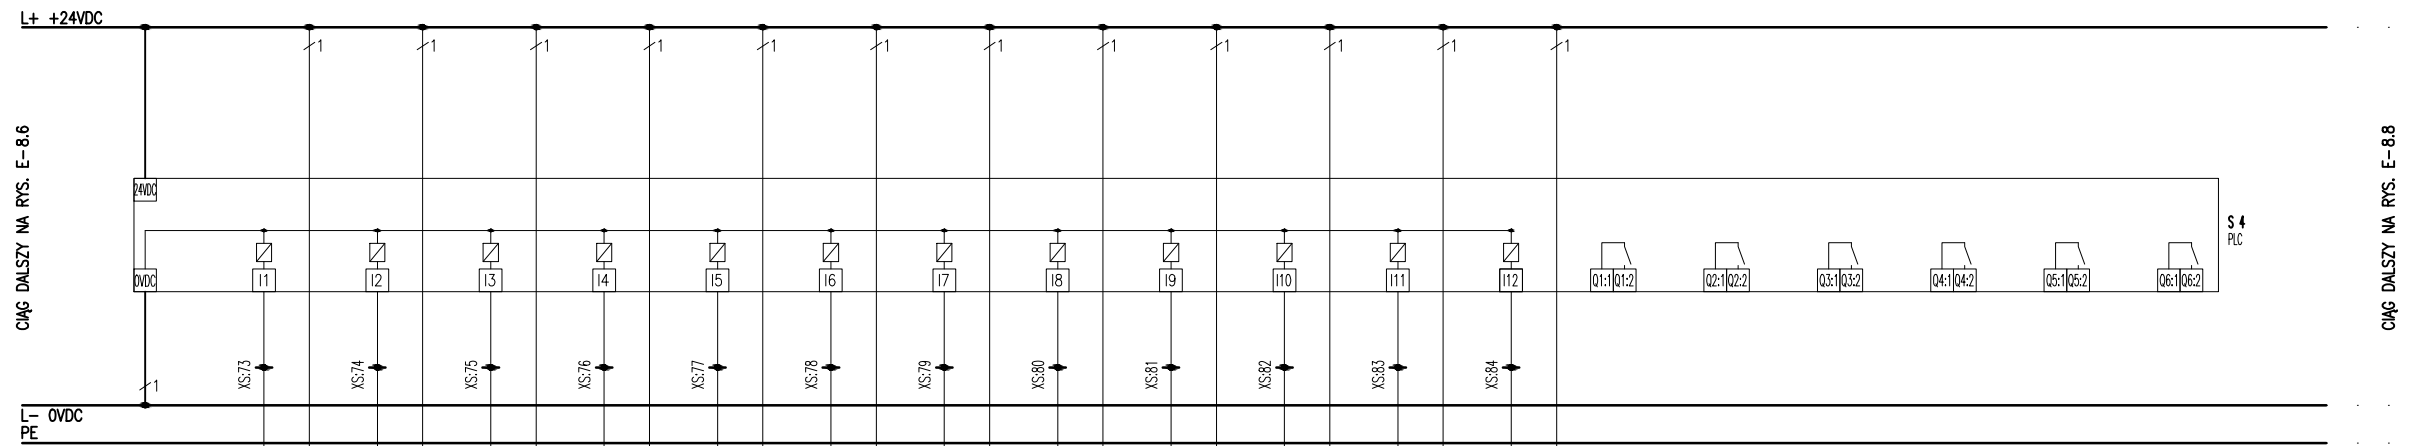 L+ +24VDC
1 1 1 1 1 1 1 1 1 1 1 1
CIĄG DALSZY NA RYS. E-8.6
CIĄG DALSZY NA RYS. E-8.8
24VDC
S 4
PLC
0VDC I1 I2 I3 I4 I5 I6 I7 I8 I9 I10 I11 I12 Q1:1 Q1:2 Q2:1 Q2:2 Q3:1 Q3:2 Q4:1 Q4:2 Q5:1 Q5:2 Q6:1 Q6:2
XS:73 XS:74 XS:75 XS:76 XS:77 XS:78 XS:79 XS:80 XS:81 XS:82 XS:83 XS:84
1
L- 0VDC
PE